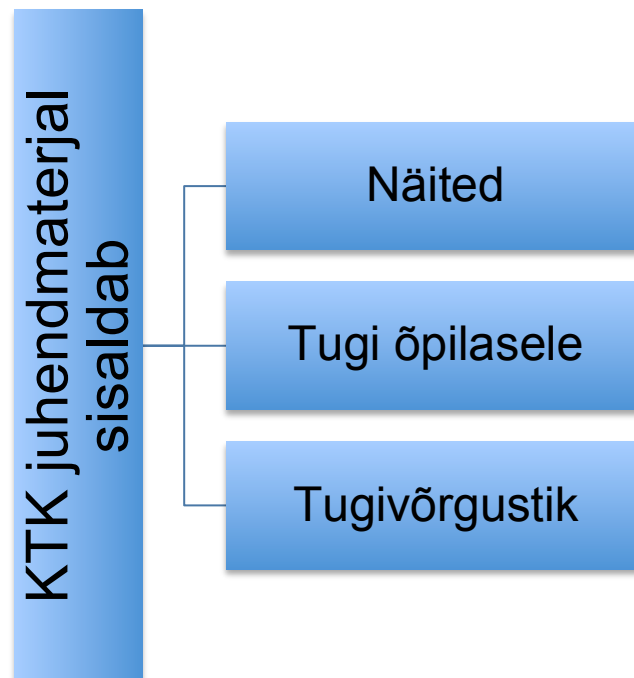 KTK juhendmaterjal
sisaldab
Näited
Tugi õpilasele
Tugivõrgustik